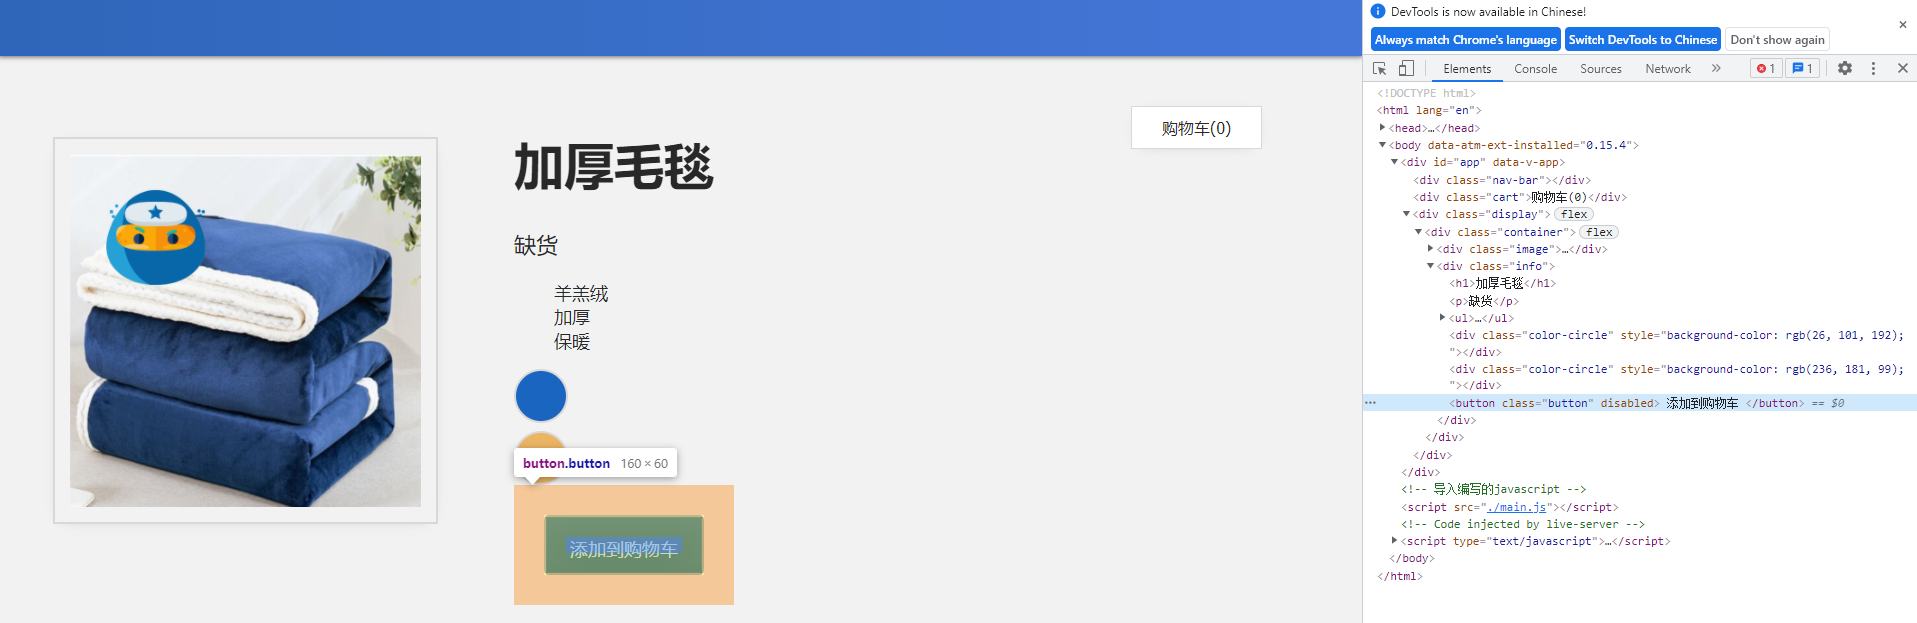 购物车(0)
加厚毛毯
缺货
羊羔绒
加厚
保暖
button.button 160 × 60
添加到购物车
DevTools is now available in Chinese!
Always match Chrome's language
Switch DevTools to Chinese
Don't show again
Elements
Console
Sources
Network
1
1
<!DOCTYPE html>
<html lang="en">
<head>…</head>
<body data-atm-ext-installed="0.15.4">
<div id="app" data-v-app>
<div class="nav-bar"></div>
<div class="cart">购物车(0)</div>
<div class="display"> flex
<div class="container"> flex
<div class="image">…</div>
<div class="info">
<h1>加厚毛毯</h1>
<p>缺货</p>
<ul>…</ul>
<div class="color-circle" style="background-color: rgb(26, 101, 192);
"></div>
<div class="color-circle" style="background-color: rgb(236, 181, 99);
"></div>
<button class="button" disabled> 添加到购物车 </button> == $0
</div>
</div>
</div>
</div>
<!-- 导入编写的javascript -->
<script src="./main.js"></script>
<!-- Code injected by live-server -->
<script type="text/javascript">…</script>
</body>
</html>